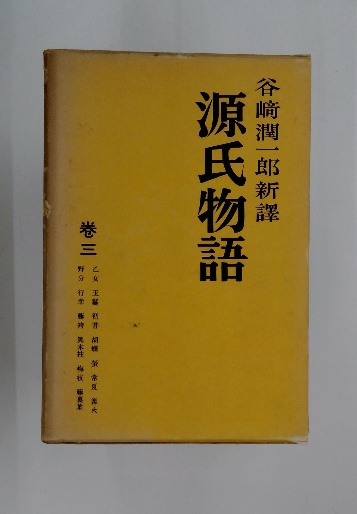 谷崎潤一郎新譯
源氏物語
巻三
乙女 玉鬘 初音 胡蝶 螢 常夏 篝火
野分 行幸 藤袴 眞木柱 梅枝 藤裏葉